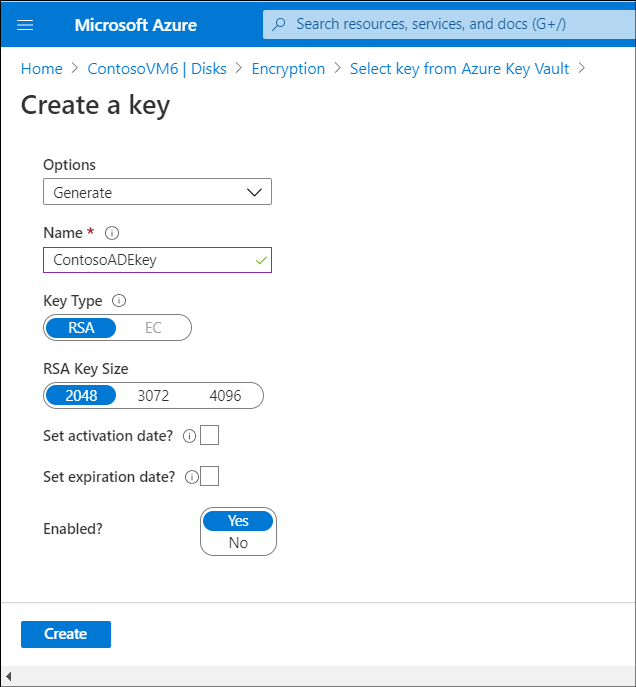 Microsoft Azure
Search resources, services, and docs (G+/)
Home > ContosoVM6 | Disks > Encryption > Select key from Azure Key Vault >
Create a key
Options
Generate
Name *
ContosoADEkey
Key Type
RSA EC
RSA Key Size
2048 3072 4096
Set activation date?
Set expiration date?
Enabled?
Yes
No
Create